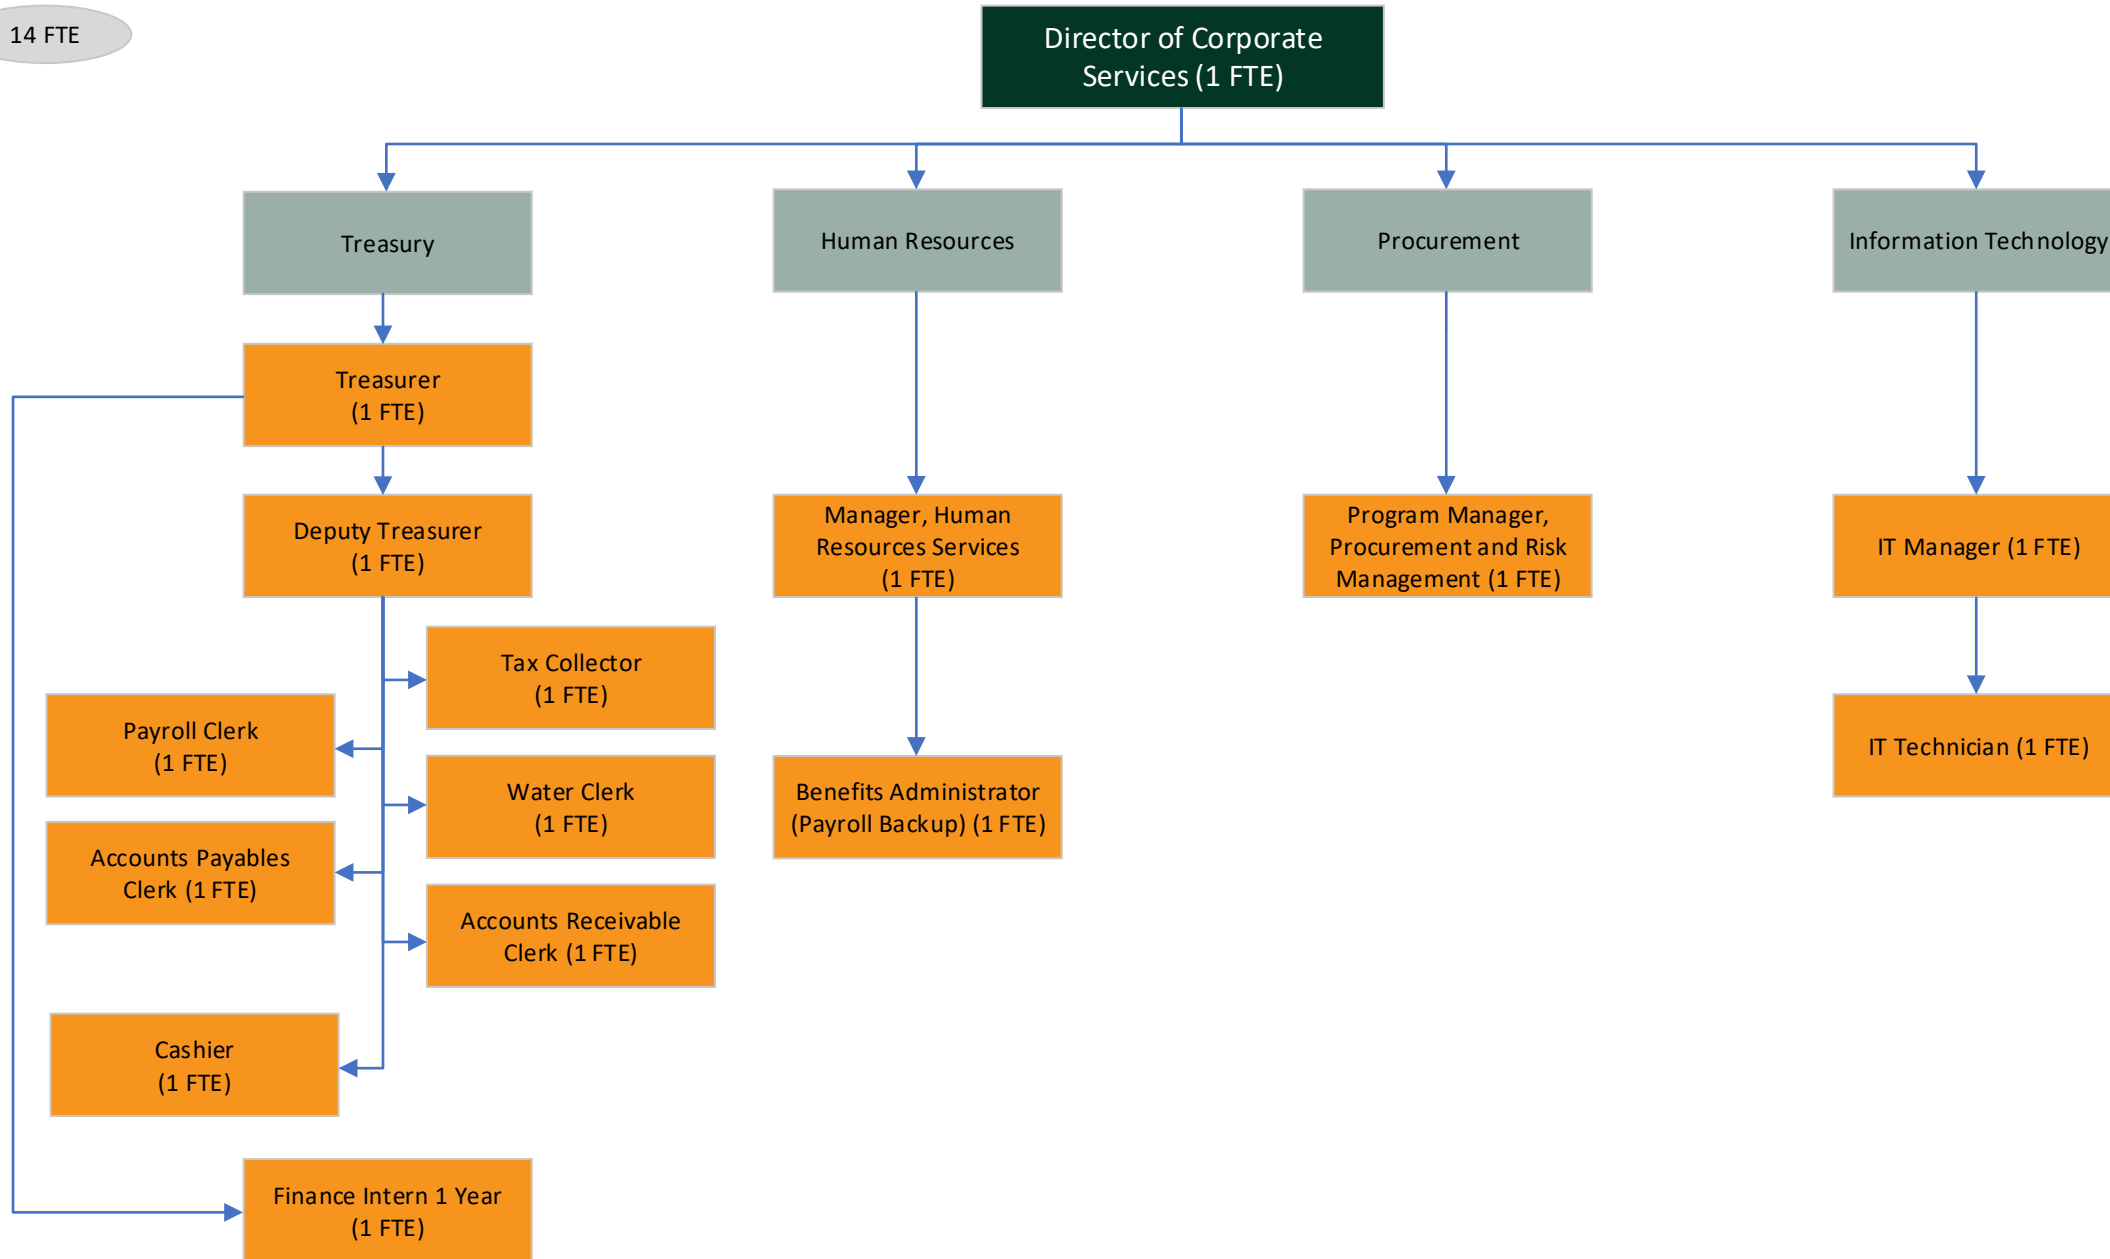 14 FTE
Director of Corporate
Services (1 FTE)
Treasury
Human Resources
Procurement
Information Technology
Treasurer
(1 FTE)
Deputy Treasurer
(1 FTE)
Manager, Human
Resources Services
(1 FTE)
Program Manager,
Procurement and Risk
Management (1 FTE)
IT Manager (1 FTE)
Tax Collector
(1 FTE)
Payroll Clerk
(1 FTE)
Water Clerk
(1 FTE)
Benefits Administrator
(Payroll Backup) (1 FTE)
IT Technician (1 FTE)
Accounts Payables
Clerk (1 FTE)
Accounts Receivable
Clerk (1 FTE)
Cashier
(1 FTE)
Finance Intern 1 Year
(1 FTE)